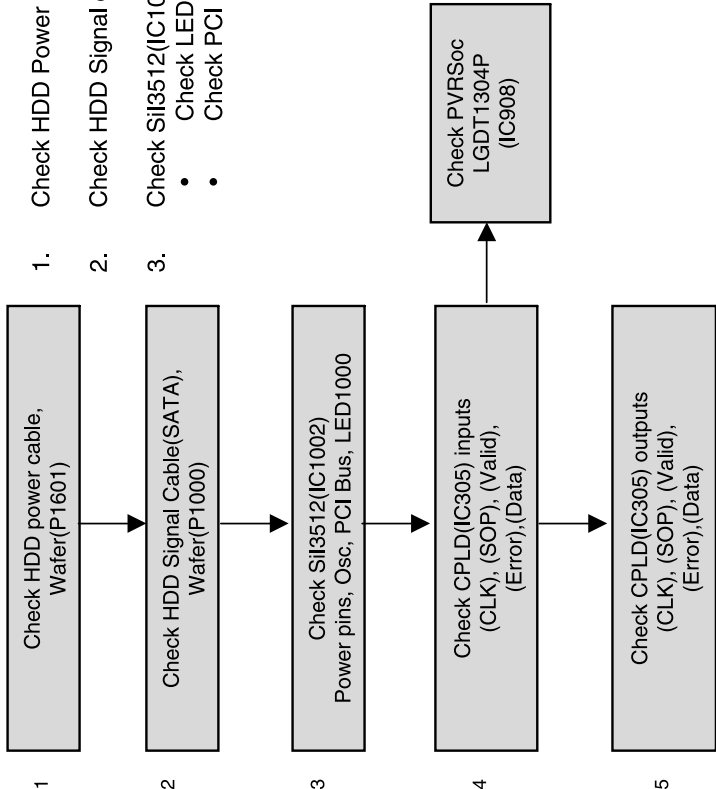 1
Check HDD power cable,
Wafer(P1601)
2
Check HDD Signal Cable(SATA),
Wafer(P1000)
3
Check SiI3512(IC1002)
Power pins, Osc, PCI Bus, LED1000
4
Check CPLD(IC305) inputs
(CLK), (SOP), (Valid),
(Error),(Data)
5
Check CPLD(IC305) outputs
(CLK), (SOP), (Valid),
(Error),(Data)
Check PVRSoc
LGDT1304P
(IC908)
1. Check HDD Power
2. Check HDD Signal
3. Check SiI3512(IC10
• Check LED
• Check PCI